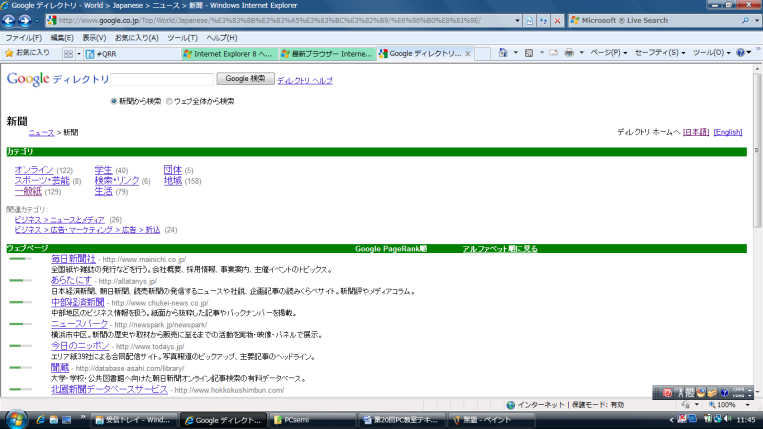 Google ディレクトリ - World > Japanese > ニュース > 新聞 - Windows Internet Explorer
http://www.google.co.jp/Top/World/Japanese/%E3%83%8B%E3%83%A5%E3%83%BC%E3%82%B9/%E6%96%B0%E8%81%9E/ Microsoft Live Search
ファイル(F) 編集(E) 表示(V) お気に入り(A) ツール(T) ヘルプ(H)
お気に入り #QRR Internet Explorer 8 へ... 最新ブラウザー Interne... Google ディレクトリ... ページ(P) セーフティ(S) ツール(O)
Google ディレクトリ Google 検索 ディレクトリ ヘルプ
新聞から検索 ウェブ全体から検索
新聞
ニュース > 新聞 ディレクトリ ホームへ [日本語] [English]
カテゴリ
オンライン (122) 学生 (40) 団体 (5)
スポーツ・芸能 (8) 検索・リンク (6) 地域 (158)
一般紙 (129) 生活 (79)
関連カテゴリ:
ビジネス > ニュースとメディア (26)
ビジネス > 広告・マーケティング > 広告 > 折込 (24)
ウェブページ Google PageRank順 アルファベット順に見る
毎日新聞社 - http://www.mainichi.co.jp/
全国紙や雑誌の発行などを行う。会社概要、採用情報、事業案内、主催イベントのトピックス。
あらたにす - http://allatanys.jp/
日本経済新聞、朝日新聞、読売新聞の発信するニュースや社説、企画記事の読みくらべサイト。新聞評やメディアコラム。
中部経済新聞 - http://www.chukei-news.co.jp/
中部地区のビジネス情報を扱う。紙面から抜粋した記事やバックナンバーを掲載。
ニュースパーク - http://newspark.jp/newspark/
横浜市中区。新聞の歴史や取材から販売に至るまでの活動を実物・映像・パネルで展示。
今日のニッポン - http://www.todays.jp/
エリア紙39社による合同配信サイト。写真報道のピックアップ、主要記事のヘッドライン。
聞蔵 - http://database.asahi.com/library/
大学・学校・公共図書館へ向けた朝日新聞オンライン記事検索の有料データベース。
北國新聞データベースサービス - http://www.hokkokushimbun.com/
インターネット | 保護モード: 有効 100%
受信トレイ - Wind... Google ディレクト... PCsemi 第20回PC教室テキ... 無題 - ペイント 11:45